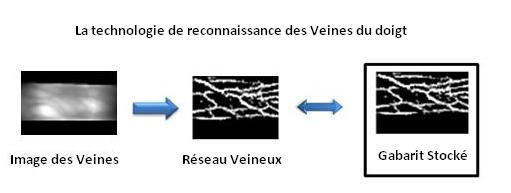 La technologie de reconnaissance des Veines du doigt
Image des Veines
Réseau Veineux
Gabarit Stocké